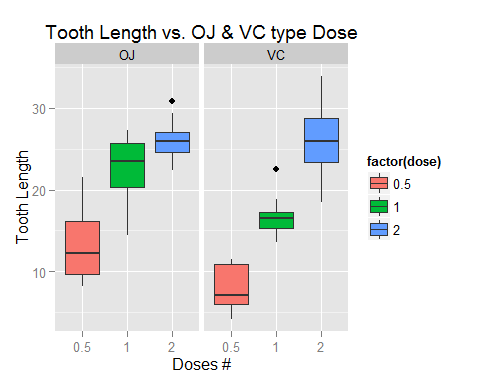 Tooth Length vs. OJ & VC type Dose
OJ
VC
30
20
10
Tooth Length
0.5
1
2
0.5
1
2
Doses #
factor(dose)
0.5
1
2